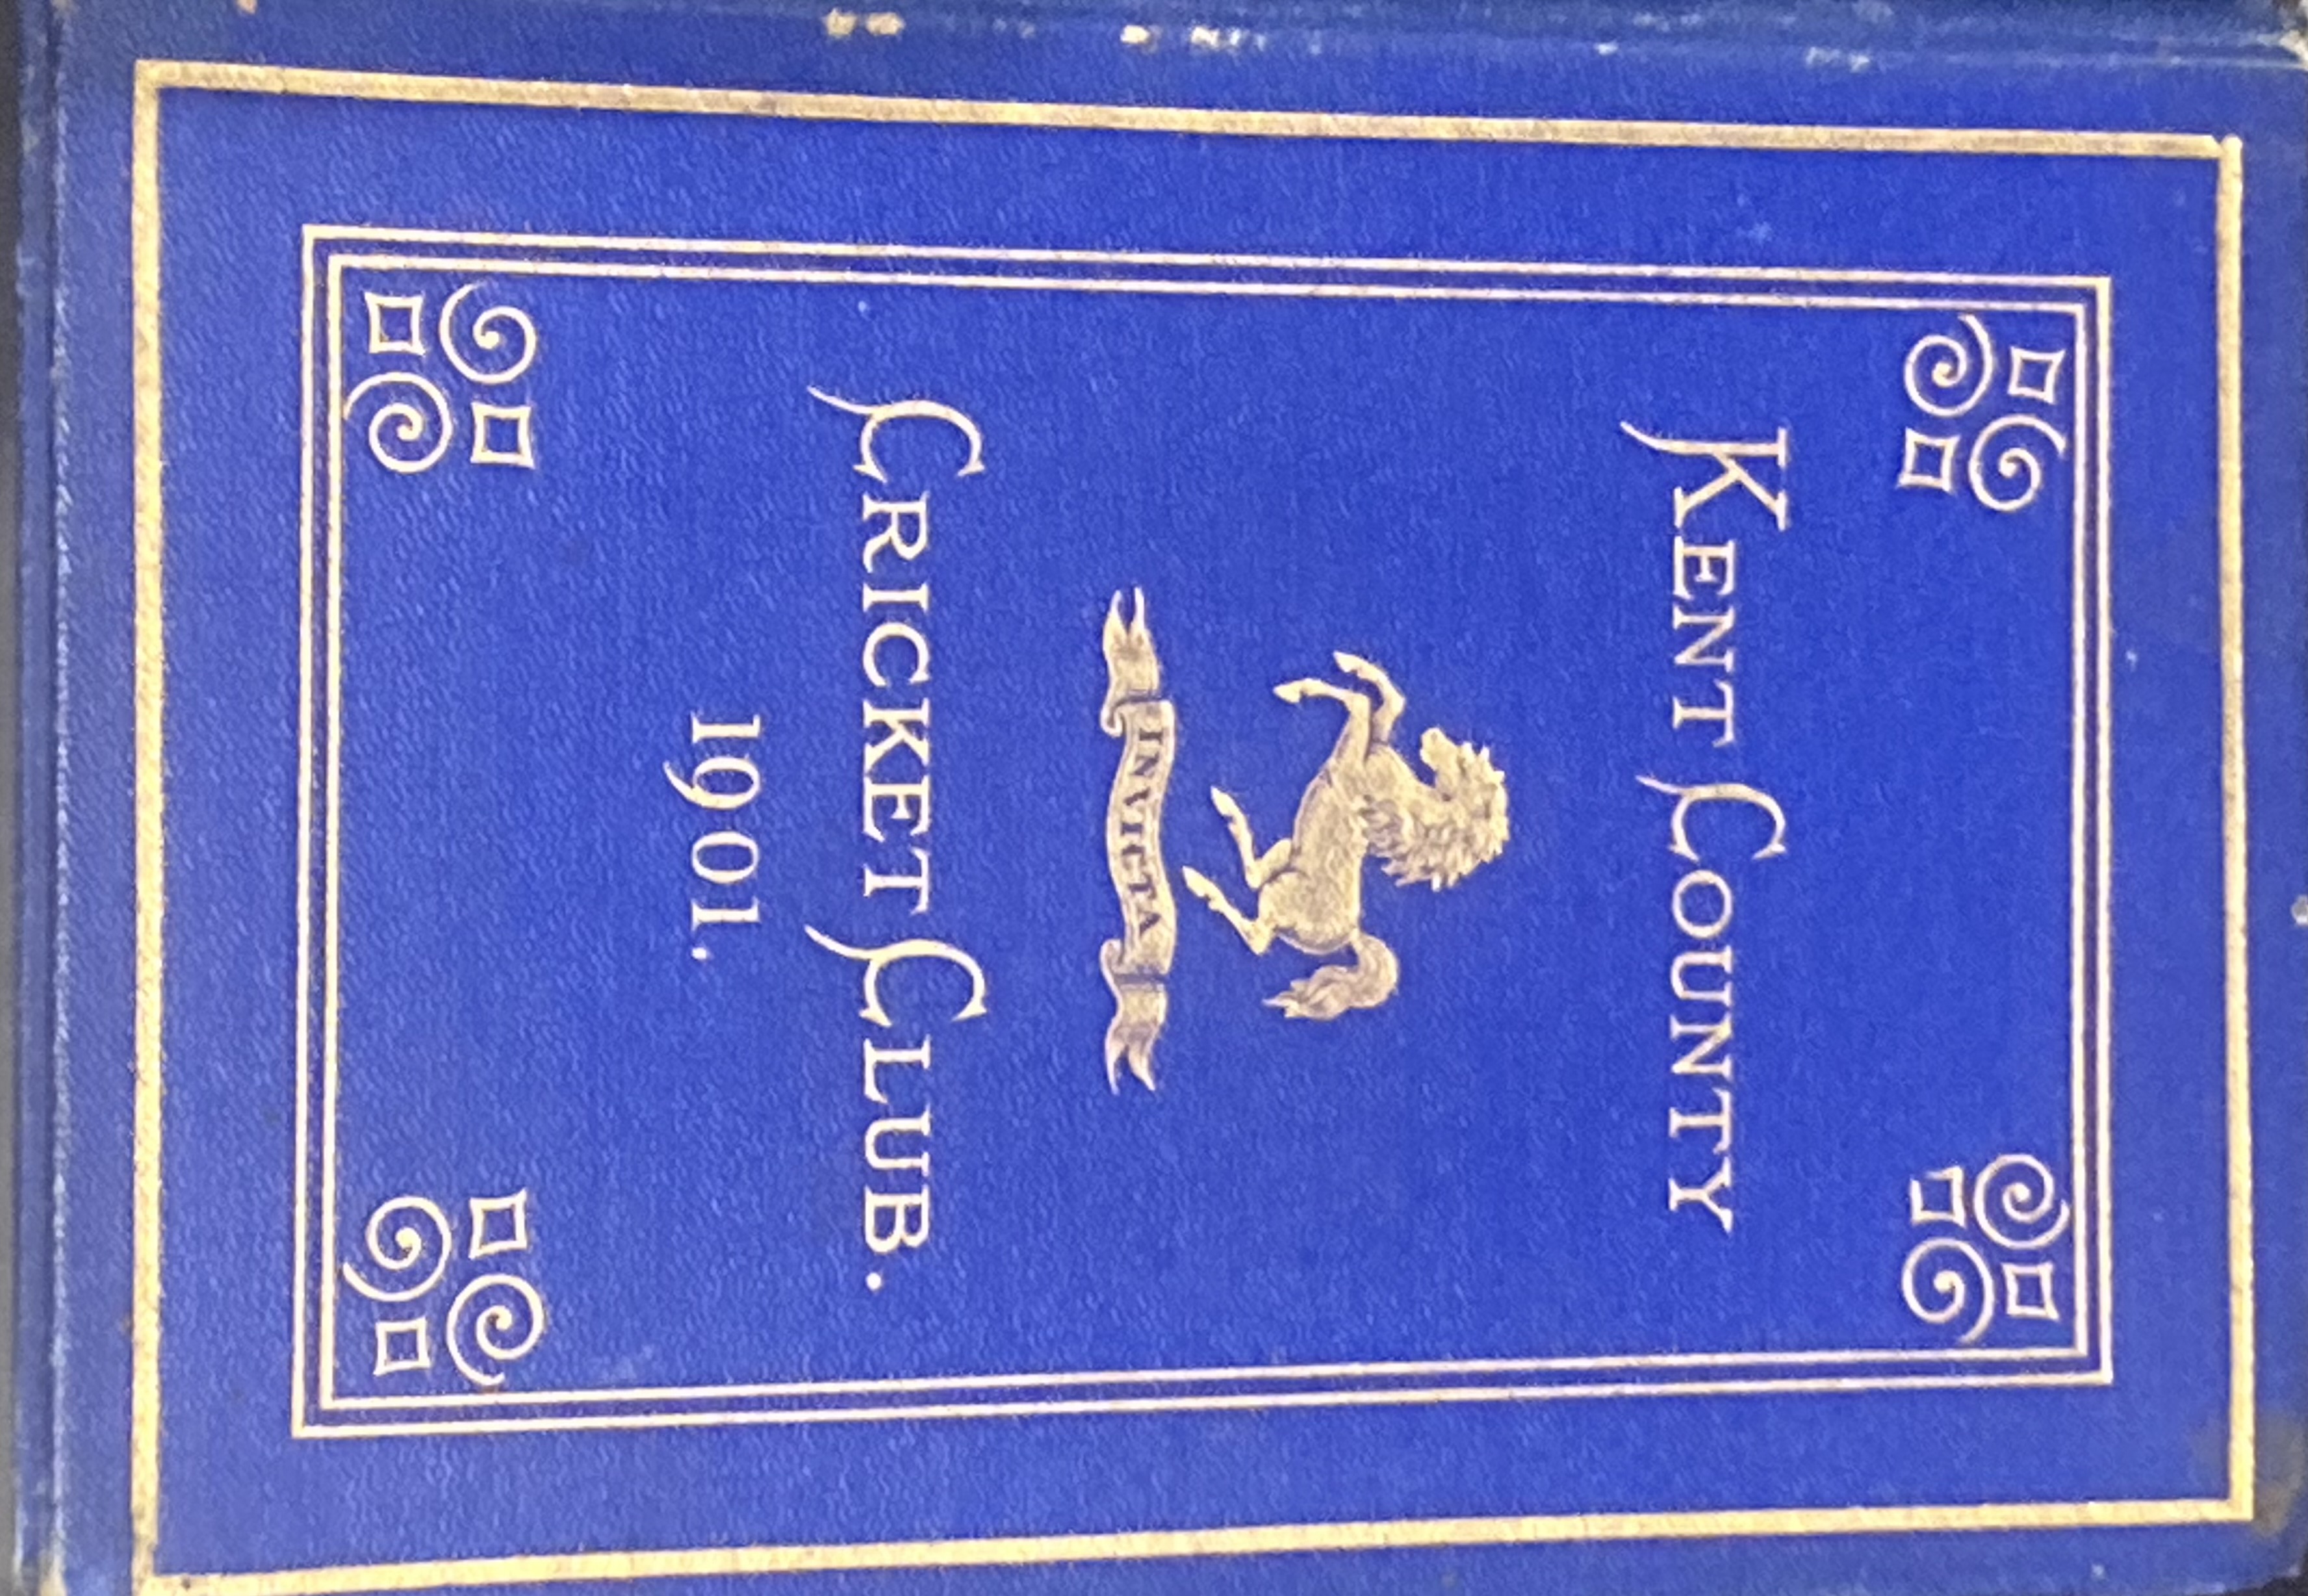 KENT COUNTY
INVICTA
CRICKET CLUB.
1901.